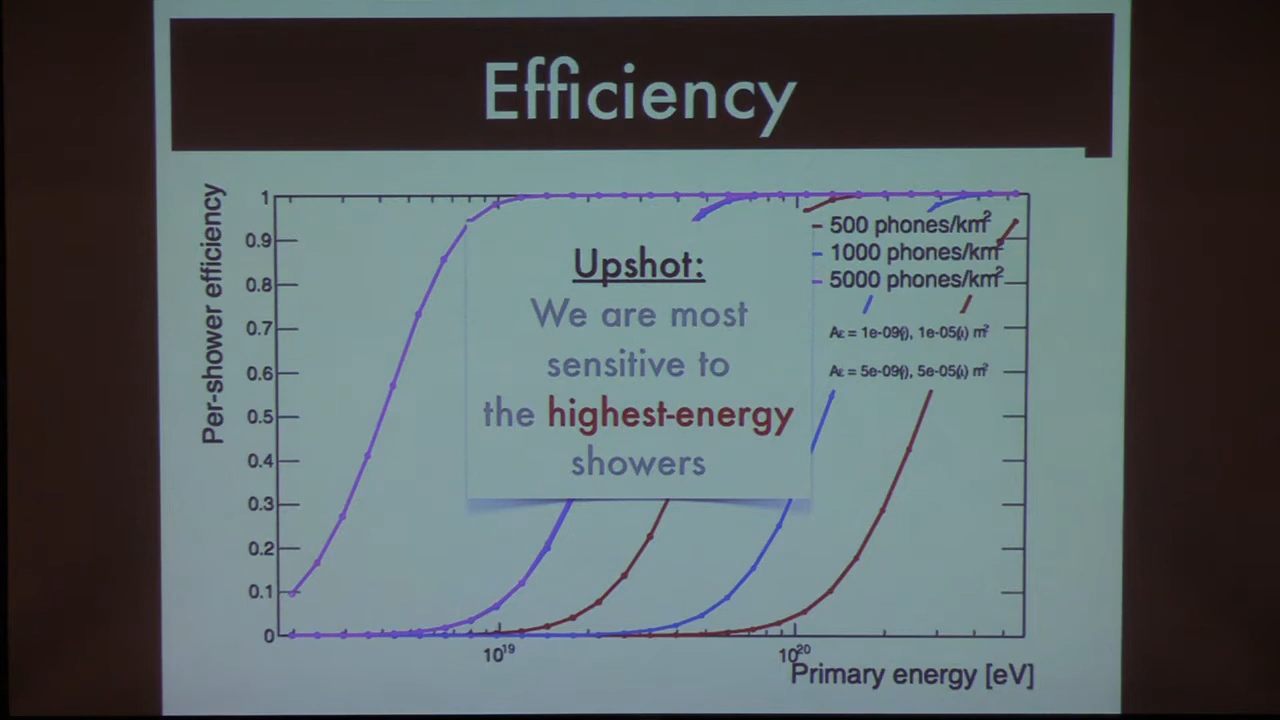 Efficiency
Per-shower efficiency
1
0.9
0.8
0.7
0.6
0.5
0.4
0.3
0.2
0.1
0
500 phones/km²
1000 phones/km²
5000 phones/km²
Upshot:
We are most
sensitive to
the highest-energy
showers
10¹⁹
10²⁰
Primary energy [eV]